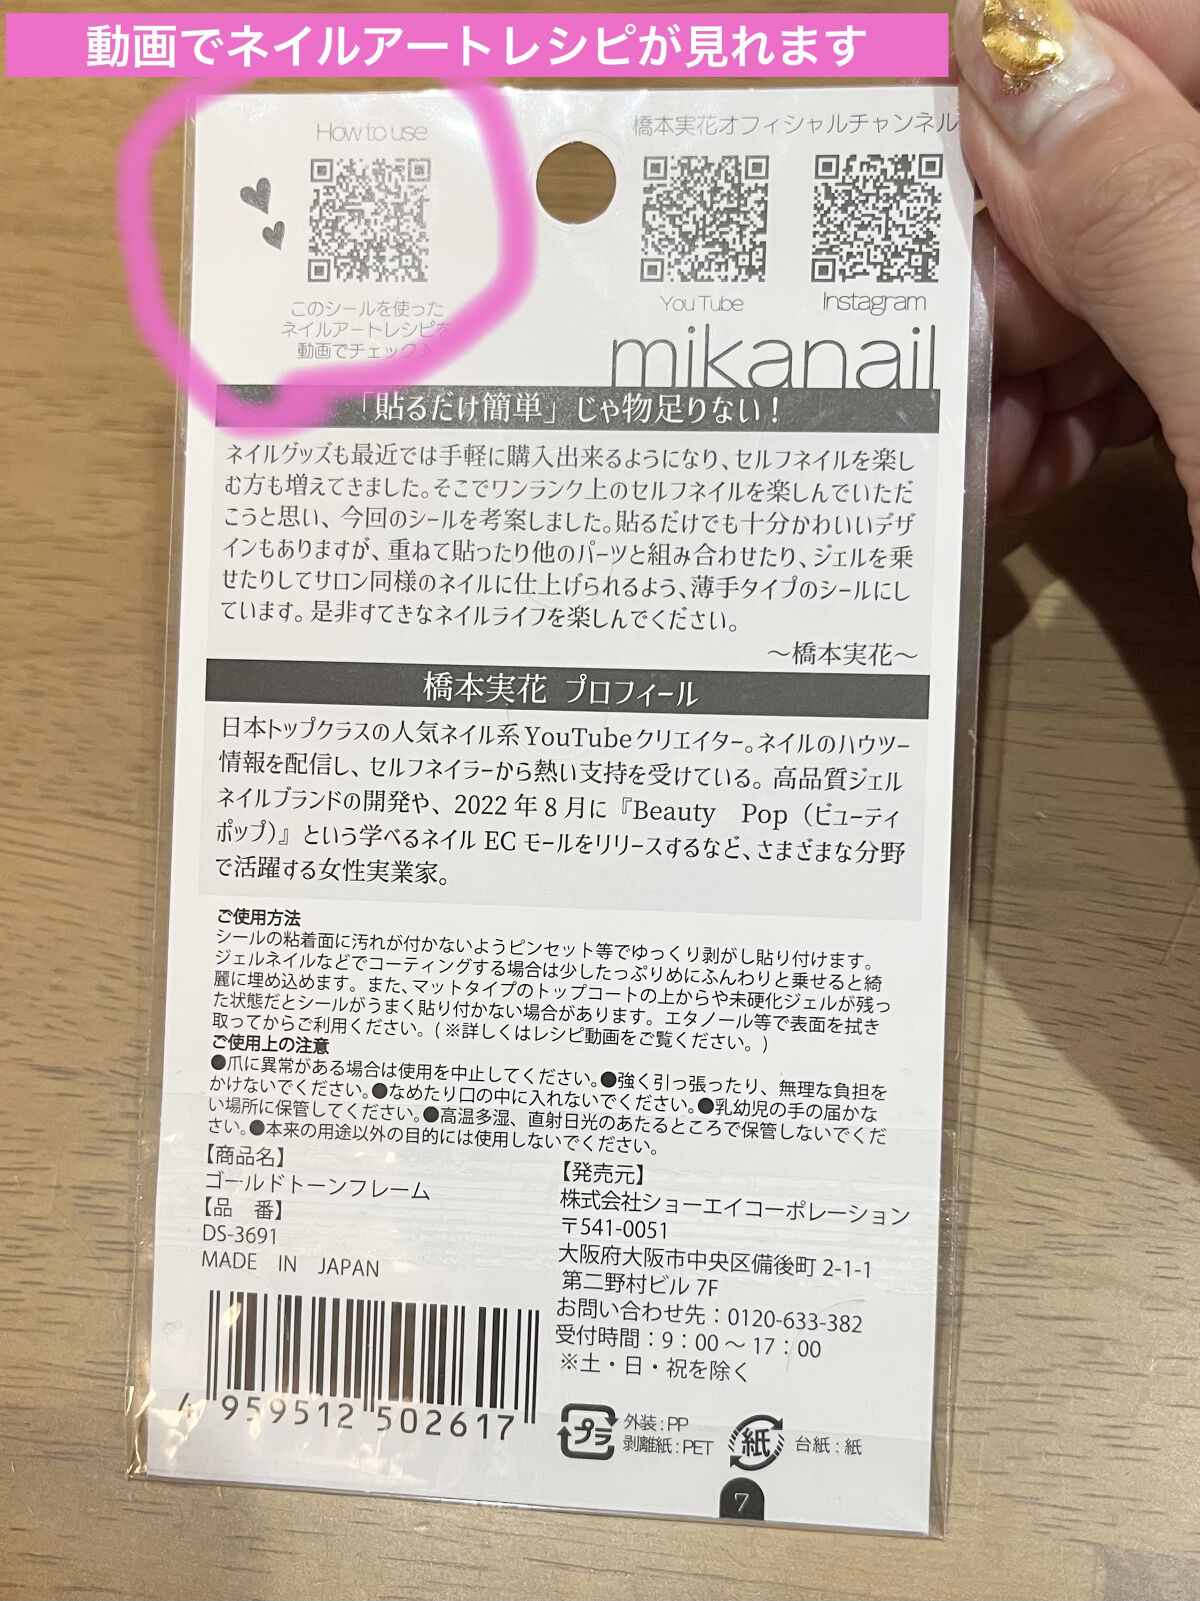 動画でネイルアートレシピが見れます
How to use
このシールを使った
ネイルアートレシピを
動画でチェック♪
橋本実花オフィシャルチャンネル
YouTube
Instagram
mikanail
「貼るだけ簡単」じゃ物足りない！
ネイルグッズも最近では手軽に購入出来るようになり、セルフネイルを楽し
む方も増えてきました。そこでワンランク上のセルフネイルを楽しんでいただ
こうと思い、今回のシールを考案しました。貼るだけでも十分かわいいデザ
インもありますが、重ねて貼ったり他のパーツと組み合わせたり、ジェルを乗
せたりしてサロン同様のネイルに仕上げられるよう、薄手タイプのシールにし
ています。是非すてきなネイルライフを楽しんでください。
〜橋本実花〜
橋本実花 プロフィール
日本トップクラスの人気ネイル系YouTubeクリエイター。ネイルのハウツー
情報を配信し、セルフネイラーから熱い支持を受けている。高品質ジェル
ネイルブランドの開発や、2022年8月に『Beauty Pop（ビューティ
ポップ）』という学べるネイルECモールをリリースするなど、さまざまな分野
で活躍する女性実業家。
ご使用方法
シールの粘着面に汚れが付かないようピンセット等でゆっくり剥がし貼り付けます。
ジェルネイルなどでコーティングする場合は少したっぷりめにふんわりと乗せると綺
麗に埋め込めます。また、マットタイプのトップコートの上からや未硬化ジェルが残っ
た状態だとシールがうまく貼り付かない場合があります。エタノール等で表面を拭き
取ってからご利用ください。(※詳しくはレシピ動画をご覧ください。)
ご使用上の注意
●爪に異常がある場合は使用を中止してください。●強く引っ張ったり、無理な負担を
かけないでください。●なめたり口の中に入れないでください。●乳幼児の手の届かな
い場所に保管してください。●高温多湿、直射日光のあたるところで保管しないでくだ
さい。●本来の用途以外の目的には使用しないでください。
【商品名】
ゴールドトーンフレーム
【品　番】
DS-3691
MADE IN JAPAN
4 959512 502617
【発売元】
株式会社ショーエイコーポレーション
〒541-0051
大阪府大阪市中央区備後町2-1-1
第二野村ビル7F
お問い合わせ先：0120-633-382
受付時間：9：00〜17：00
※土・日・祝を除く
プラ
外装：PP
剥離紙：PET
紙
台紙：紙
7